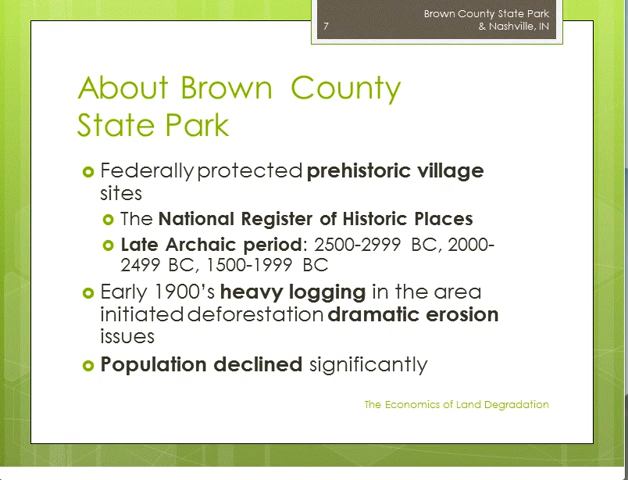 Brown County State Park
7 & Nashville, IN
About Brown County
State Park
Federally protected prehistoric village
sites
The National Register of Historic Places
Late Archaic period: 2500-2999 BC, 2000-
2499 BC, 1500-1999 BC
Early 1900's heavy logging in the area
initiated deforestation dramatic erosion
issues
Population declined significantly
The Economics of Land Degradation